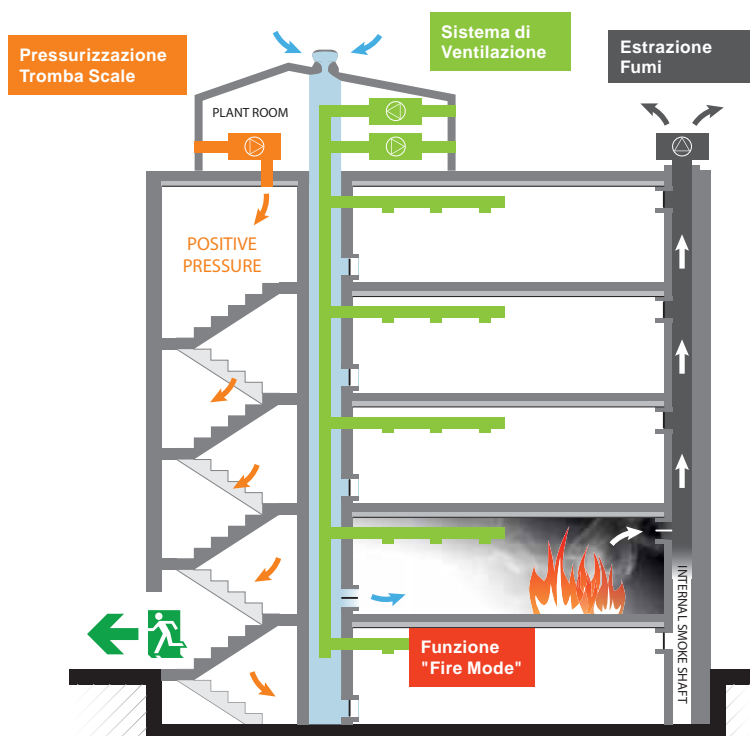 Pressurizzazione
Tromba Scale
Sistema di
Ventilazione
Estrazione
Fumi
PLANT ROOM
POSITIVE
PRESSURE
INTERNAL SMOKE SHAFT
Funzione
"Fire Mode"